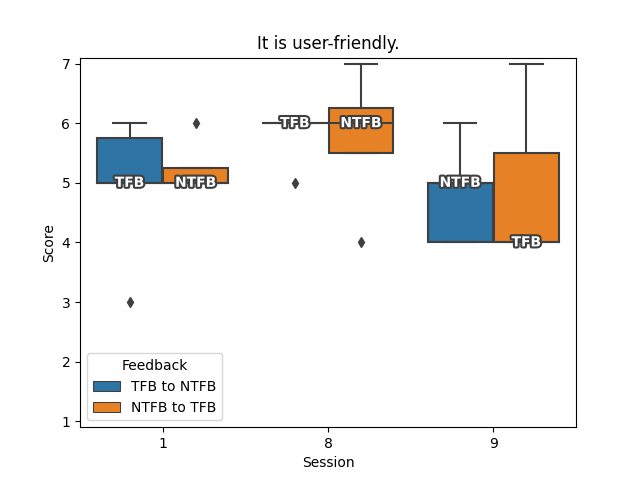 It is user-friendly.
7
6
5
4
3
2
1
Score
TFB
NTFB
TFB
NTFB
NTFB
TFB
Feedback
TFB to NTFB
NTFB to TFB
1
8
9
Session